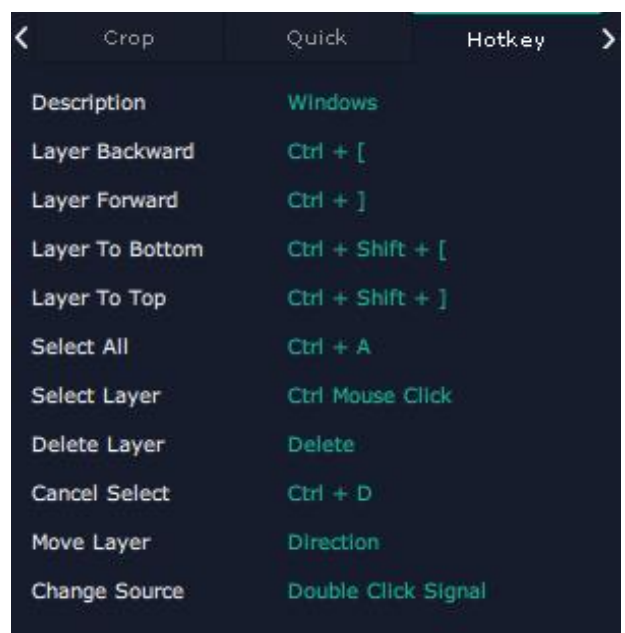 Crop Quick Hotkey
Description Windows
Layer Backward Ctrl + [
Layer Forward Ctrl + ]
Layer To Bottom Ctrl + Shift + [
Layer To Top Ctrl + Shift + ]
Select All Ctrl + A
Select Layer Ctrl Mouse Click
Delete Layer Delete
Cancel Select Ctrl + D
Move Layer Direction
Change Source Double Click Signal